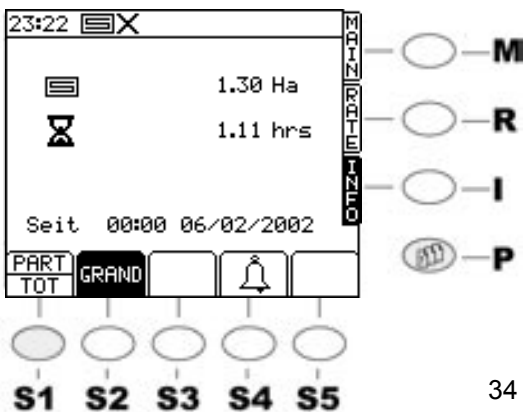 23:22
MAIN
M
1.30 Ha
RATE
R
1.11 hrs
INFO
I
Seit 00:00 06/02/2002
P
PART
TOT
GRAND
S1 S2 S3 S4 S5
34